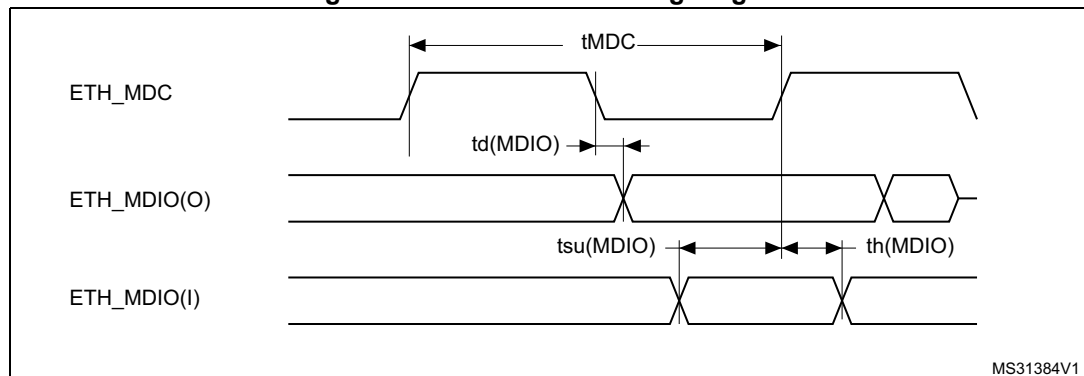 tMDC
ETH_MDC
td(MDIO)
ETH_MDIO(O)
tsu(MDIO)
th(MDIO)
ETH_MDIO(I)
MS31384V1